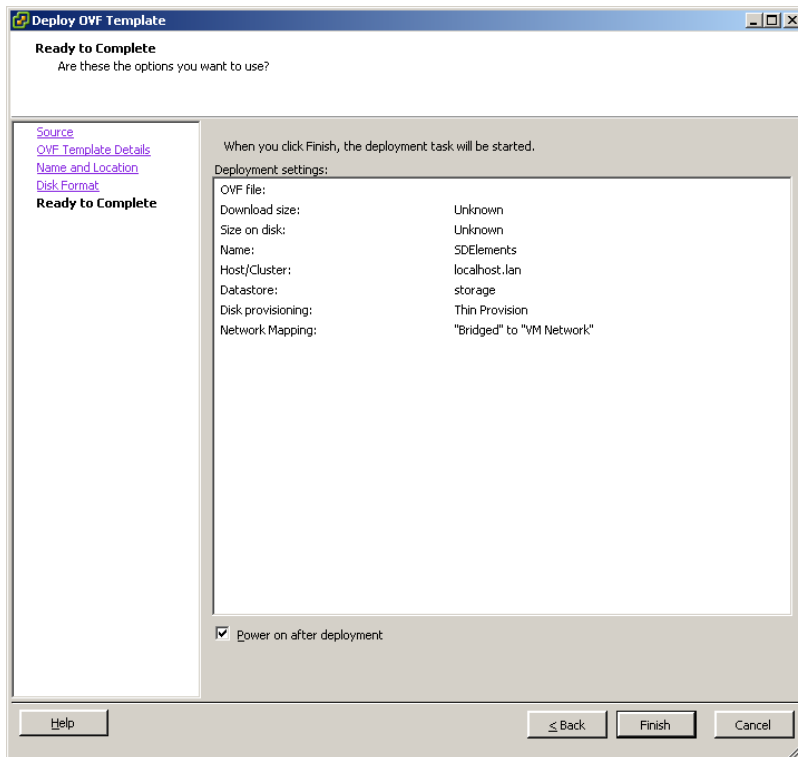 Deploy OVF Template
Ready to Complete
Are these the options you want to use?
Source
OVF Template Details
Name and Location
Disk Format
Ready to Complete
When you click Finish, the deployment task will be started.
Deployment settings:
OVF file:
Download size: Unknown
Size on disk: Unknown
Name: SDElements
Host/Cluster: localhost.lan
Datastore: storage
Disk provisioning: Thin Provision
Network Mapping: "Bridged" to "VM Network"
Power on after deployment
Help < Back Finish Cancel